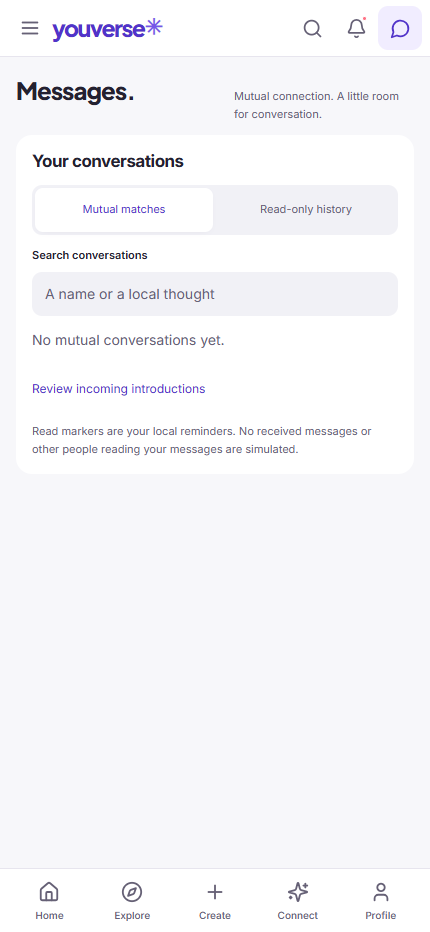 youverse
Messages.
Mutual connection. A little room
for conversation.
Your conversations
Mutual matches
Read-only history
Search conversations
A name or a local thought
No mutual conversations yet.
Review incoming introductions
Read markers are your local reminders. No received messages or
other people reading your messages are simulated.
Home
Explore
Create
Connect
Profile